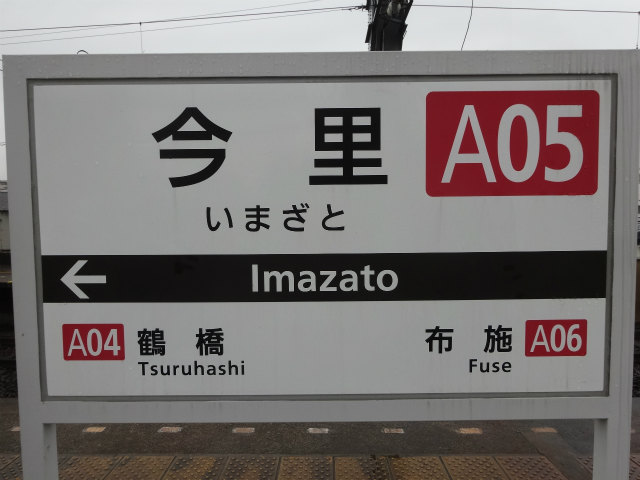 今里 A05
いまざと
Imazato
A04 鶴橋 布施 A06
Tsuruhashi Fuse